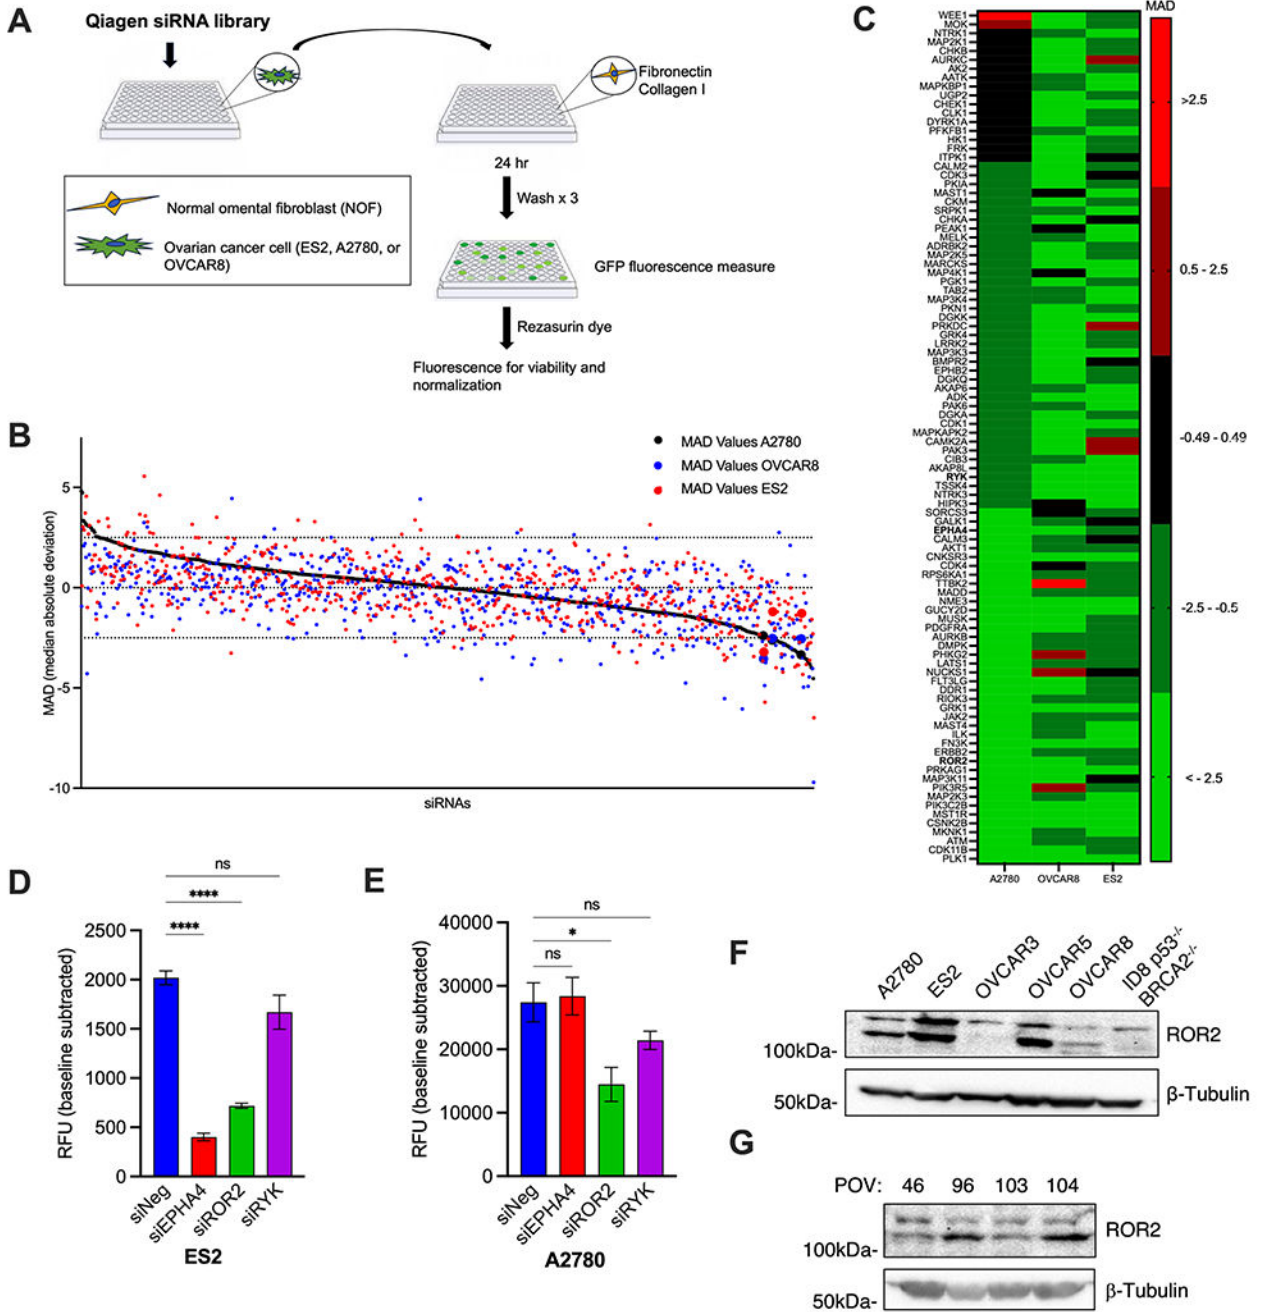 A
Qiagen siRNA library
Fibronectin
Collagen I
24 hr
Wash x 3
Normal omental fibroblast (NOF)
Ovarian cancer cell (ES2, A2780, or
OVCAR8)
GFP fluorescence measure
Rezasurin dye
Fluorescence for viability and
normalization
B
MAD (median absolute deviation)
5
0
-5
-10
siRNAs
MAD Values A2780
MAD Values OVCAR8
MAD Values ES2
C
WEE1
MOK
NTRK1
MAP2K1
CHKB
AURKC
AK2
AATK
MAPKBP1
UGP2
CHEK1
CLK1
DYRK1A
PFKFB1
HK1
FRK
ITPK1
CALM2
CDK3
PKIA
MAST1
CKM
SRPK1
CHKA
PEAK1
MELK
ADRBK2
MAP2K5
MARCKS
MAP4K1
PGK1
TAB2
MAP3K4
PKN1
DGKK
PRKDC
GRK4
LRRK2
MAP3K3
BMPR2
EPHB2
DGKQ
AKAP6
ADK
PAK6
DGKA
CDK1
MAPKAPK2
CAMK2A
PAK3
CIB3
AKAP8L
RYK
TSSK4
NTRK3
HIPK3
SORCS3
GALK1
EPHA4
CALM3
AKT1
CNKSR3
CDK4
RPS6KA1
TTBK2
MADD
NME3
GUCY2D
MUSK
PDGFRA
AURKB
DMPK
PHKG2
LATS1
NUCKS1
FLT3LG
DDR1
RIOK3
GRK1
JAK2
MAST4
ILK
FN3K
ERBB2
ROR2
PRKAG1
MAP3K11
PIK3R5
MAP2K3
PIK3C2B
MST1R
CSNK2B
MKNK1
ATM
CDK11B
PLK1
A2780 OVCAR8 ES2
MAD
>2.5
0.5 - 2.5
-0.49 - 0.49
-2.5 - -0.5
< - 2.5
D
RFU (baseline subtracted)
2500
2000
1500
1000
500
0
ns
****
****
siNeg siEPHA4 siROR2 siRYK
ES2
E
RFU (baseline subtracted)
40000
30000
20000
10000
0
ns
*
ns
siNeg siEPHA4 siROR2 siRYK
A2780
F
A2780 ES2 OVCAR3 OVCAR5 OVCAR8 ID8 p53-/-
BRCA2-/-
100kDa-
ROR2
50kDa-
β-Tubulin
G
POV: 46 96 103 104
100kDa-
ROR2
50kDa-
β-Tubulin